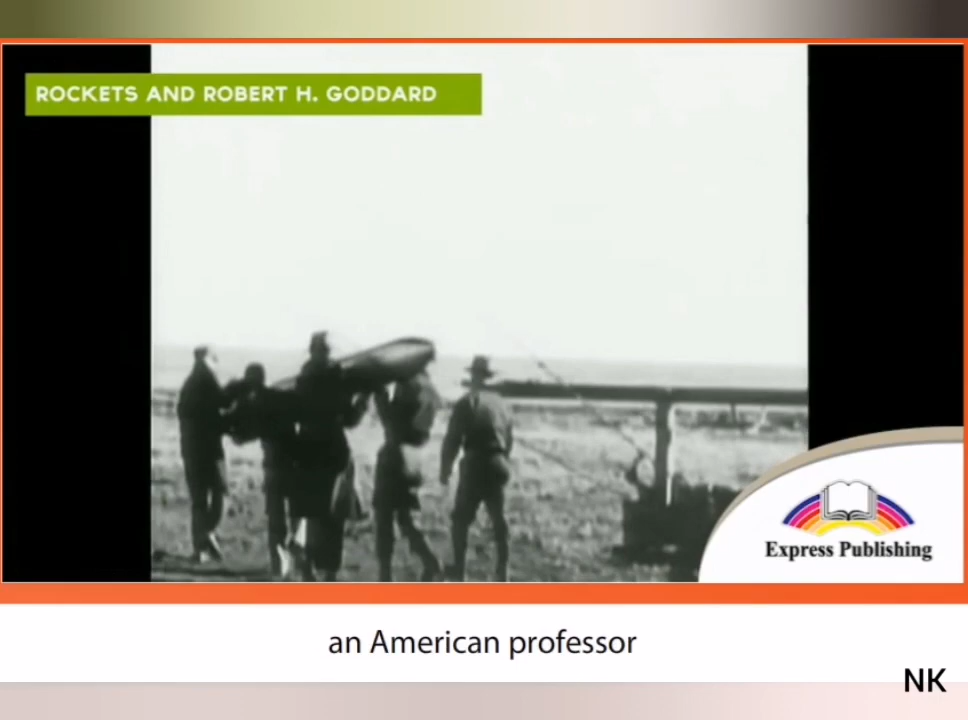 ROCKETS AND ROBERT H. GODDARD
Express Publishing
an American professor
NK